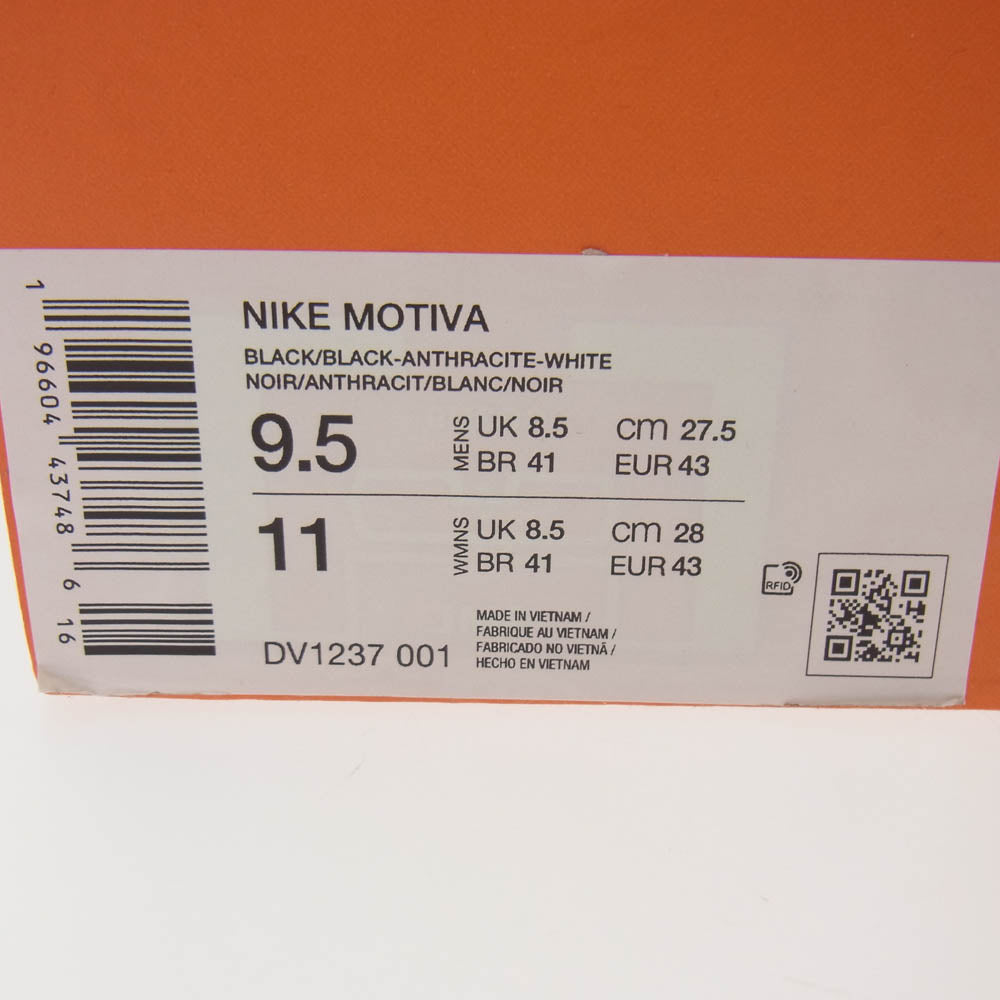 1 96604 43748 6 16
NIKE MOTIVA
BLACK/BLACK-ANTHRACITE-WHITE
NOIR/ANTHRACIT/BLANC/NOIR
9.5 MENS UK 8.5 cm 27.5
BR 41 EUR 43
11 WMNS UK 8.5 cm 28
BR 41 EUR 43
RFID
DV1237 001
MADE IN VIETNAM /
FABRIQUE AU VIETNAM /
FABRICADO NO VIETNÃ /
HECHO EN VIETNAM